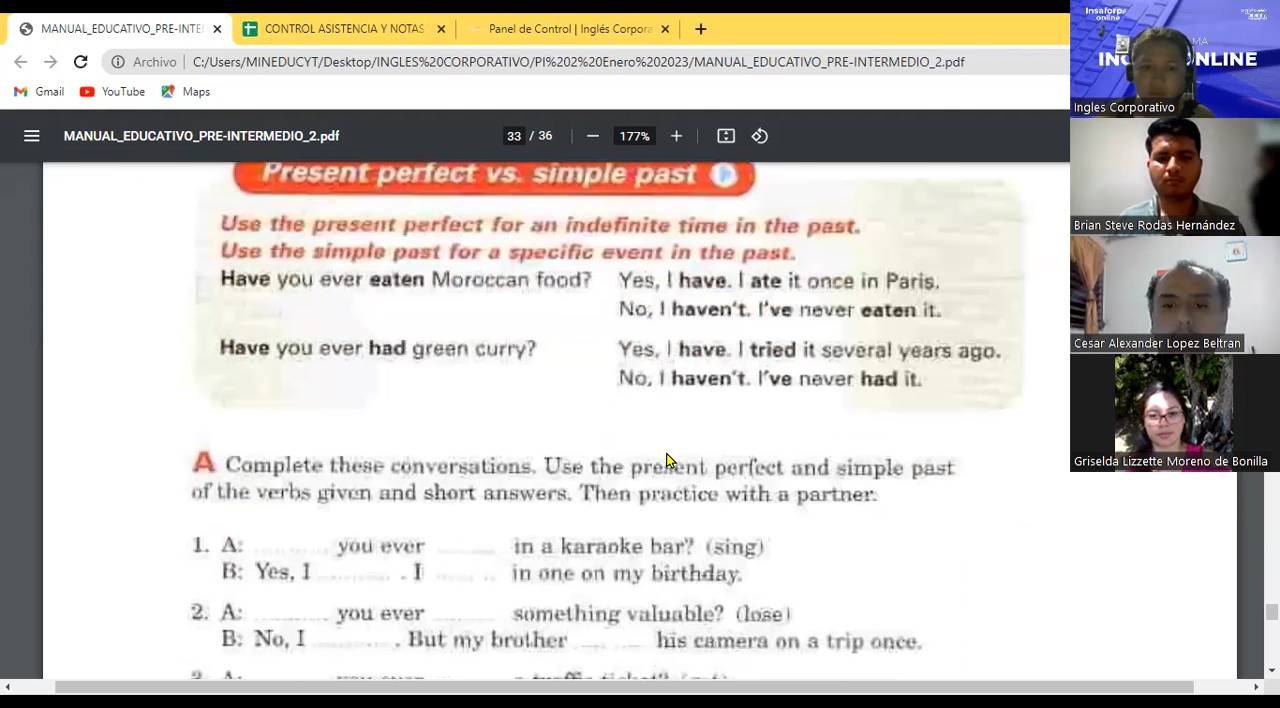 MANUAL_EDUCATIVO_PRE-INTER
CONTROL ASISTENCIA Y NOTAS
Panel de Control | Inglés Corpora
Archivo
C:/Users/MINEDUCYT/Desktop/INGLES%20CORPORATIVO/NI%202%20Enero%202023/MANUAL_EDUCATIVO_PRE-INTERMEDIO_2.pdf
Gmail
YouTube
Maps
MANUAL_EDUCATIVO_PRE-INTERMEDIO_2.pdf
33 / 36
177%
Present perfect vs. simple past
Use the present perfect for an indefinite time in the past.
Use the simple past for a specific event in the past.
Have you ever eaten Moroccan food? Yes, I have. I ate it once in Paris.
No, I haven't. I've never eaten it.
Have you ever had green curry? Yes, I have. I tried it several years ago.
No, I haven't. I've never had it.
A Complete these conversations. Use the present perfect and simple past
of the verbs given and short answers. Then practice with a partner.
1. A: ........ you ever ........ in a karaoke bar? (sing)
B: Yes, I ........ . I ........ in one on my birthday.
2. A: ........ you ever ........ something valuable? (lose)
B: No, I ........ . But my brother ........ his camera on a trip once.
Insaforp
online
NLINE
Ingles Corporativo
Brian Steve Rodas Hernández
Cesar Alexander Lopez Beltran
Griselda Lizzette Moreno de Bonilla